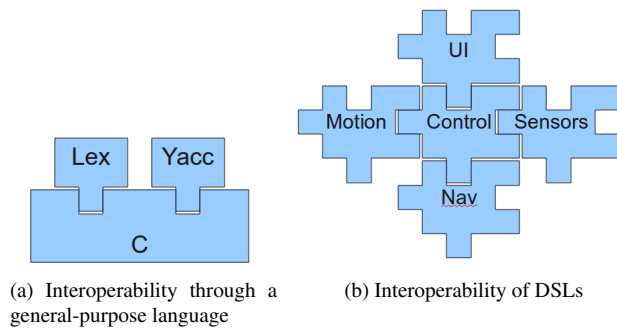 UI
Motion Control Sensors
Lex Yacc
Nav
C
(a) Interoperability through a
general-purpose language
(b) Interoperability of DSLs